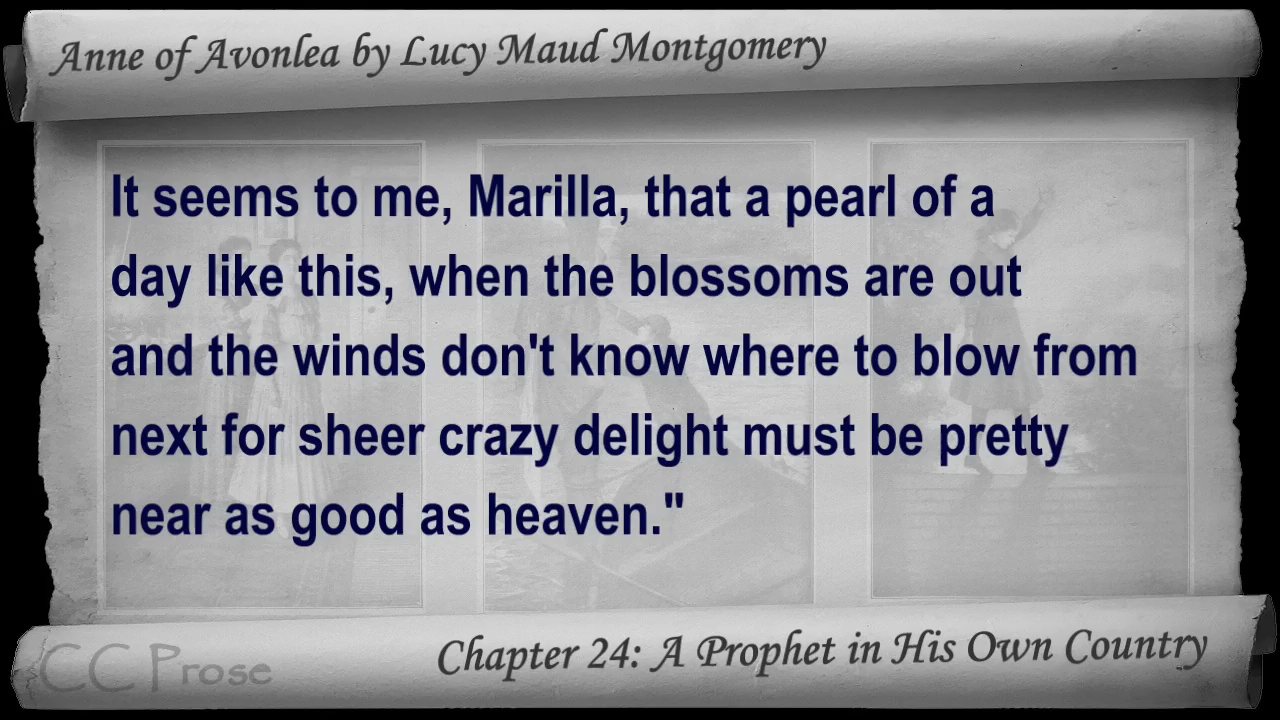 Anne of Avonlea by Lucy Maud Montgomery
It seems to me, Marilla, that a pearl of a
day like this, when the blossoms are out
and the winds don't know where to blow from
next for sheer crazy delight must be pretty
near as good as heaven."
Chapter 24: A Prophet in His Own Country
CC Prose